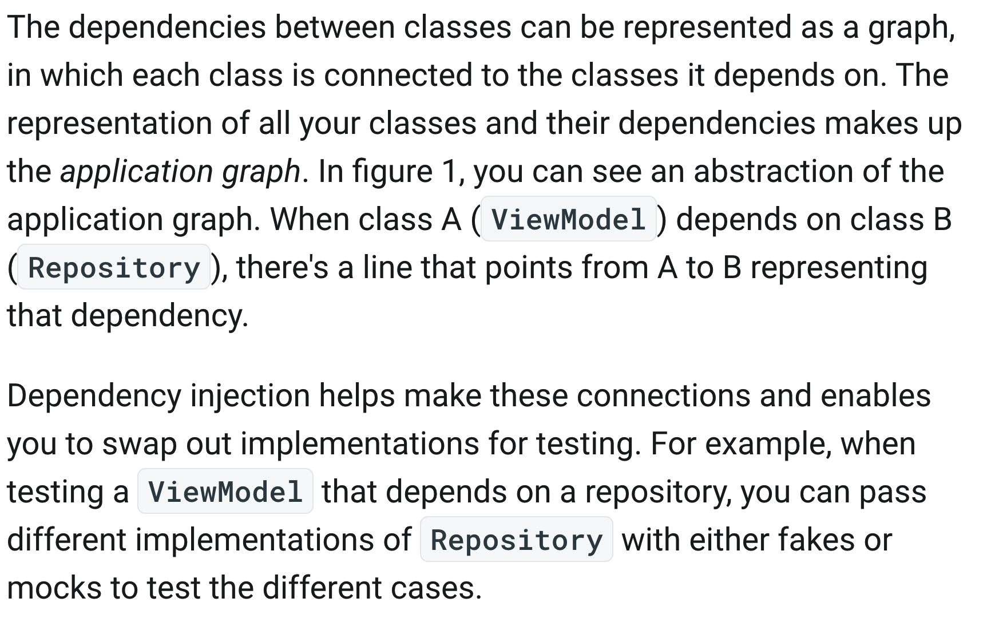 The dependencies between classes can be represented as a graph,
in which each class is connected to the classes it depends on. The
representation of all your classes and their dependencies makes up
the application graph. In figure 1, you can see an abstraction of the
application graph. When class A (ViewModel) depends on class B
(Repository), there's a line that points from A to B representing
that dependency.
Dependency injection helps make these connections and enables
you to swap out implementations for testing. For example, when
testing a ViewModel that depends on a repository, you can pass
different implementations of Repository with either fakes or
mocks to test the different cases.